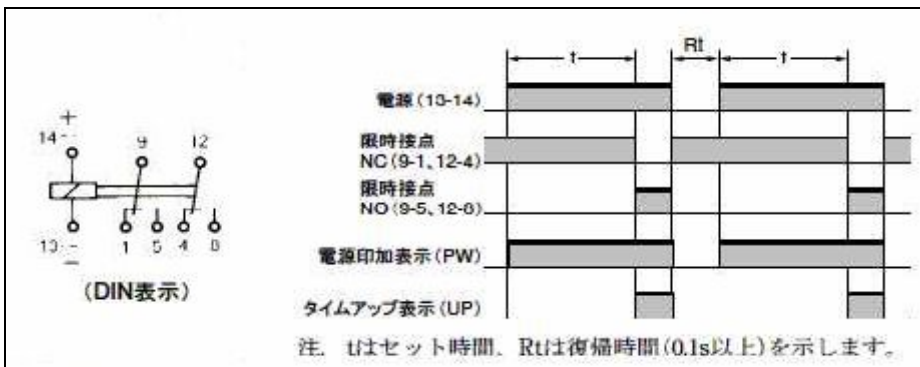 +
14
9
12
13
-
1
5
4
8
(DIN表示)
t
Rt
t
電源(13-14)
限時接点
NC(9-1、12-4)
限時接点
NO(9-5、12-8)
電源印加表示(PW)
タイムアップ表示(UP)
注. tはセット時間、Rtは復帰時間(0.1s以上)を示します。